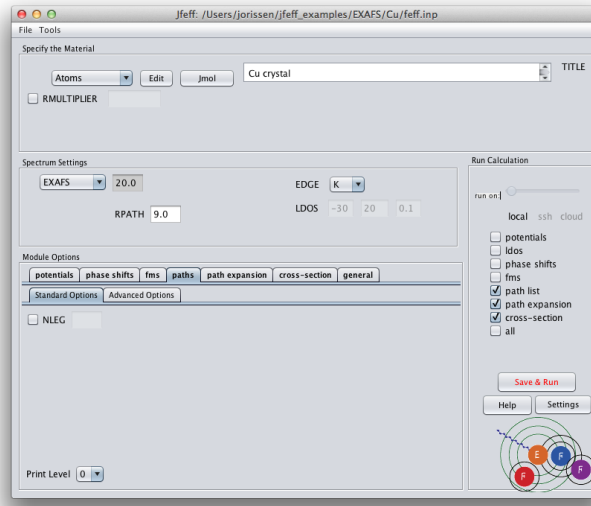 Jfeff: /Users/jorissen/jfeff_examples/EXAFS/Cu/feff.inp
File Tools
Specify the Material
Atoms Edit Jmol Cu crystal TITLE
RMULTIPLIER
Spectrum Settings
EXAFS 20.0 EDGE K
RPATH 9.0 LDOS -30 20 0.1
Run Calculation
run on:
local ssh cloud
potentials
ldos
phase shifts
fms
path list
path expansion
cross-section
all
Save & Run
Help Settings
E F
F F
Module Options
potentials phase shifts fms paths path expansion cross-section general
Standard Options Advanced Options
NLEG
Print Level 0